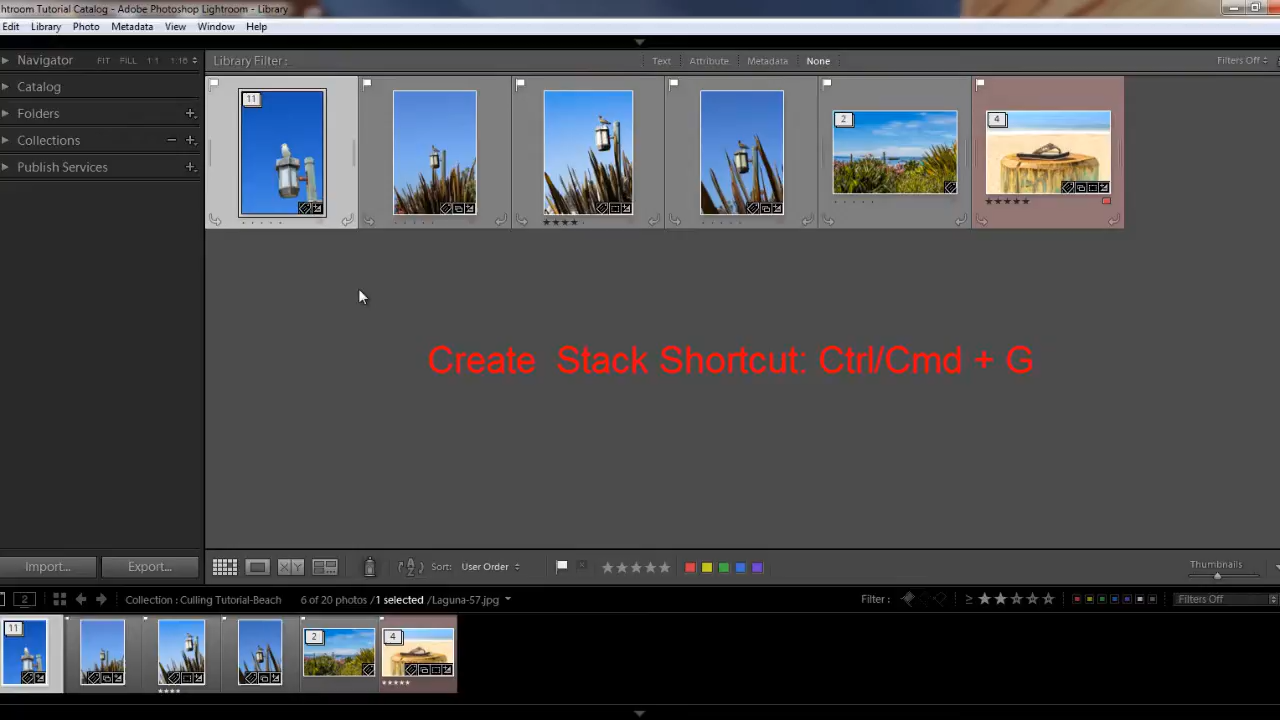 htroom Tutorial Catalog - Adobe Photoshop Lightroom - Library
Edit Library Photo Metadata View Window Help
Navigator FIT FILL 1:1 1:16
Library Filter : Text Attribute Metadata None Filters Off
Catalog
Folders
Collections
Publish Services
11
2
4
Create Stack Shortcut: Ctrl/Cmd + G
Import... Export... Sort: User Order Thumbnails
2 Collection : Culling Tutorial-Beach 6 of 20 photos / 1 selected / Laguna-57.jpg Filter : Filters Off
11
2
4